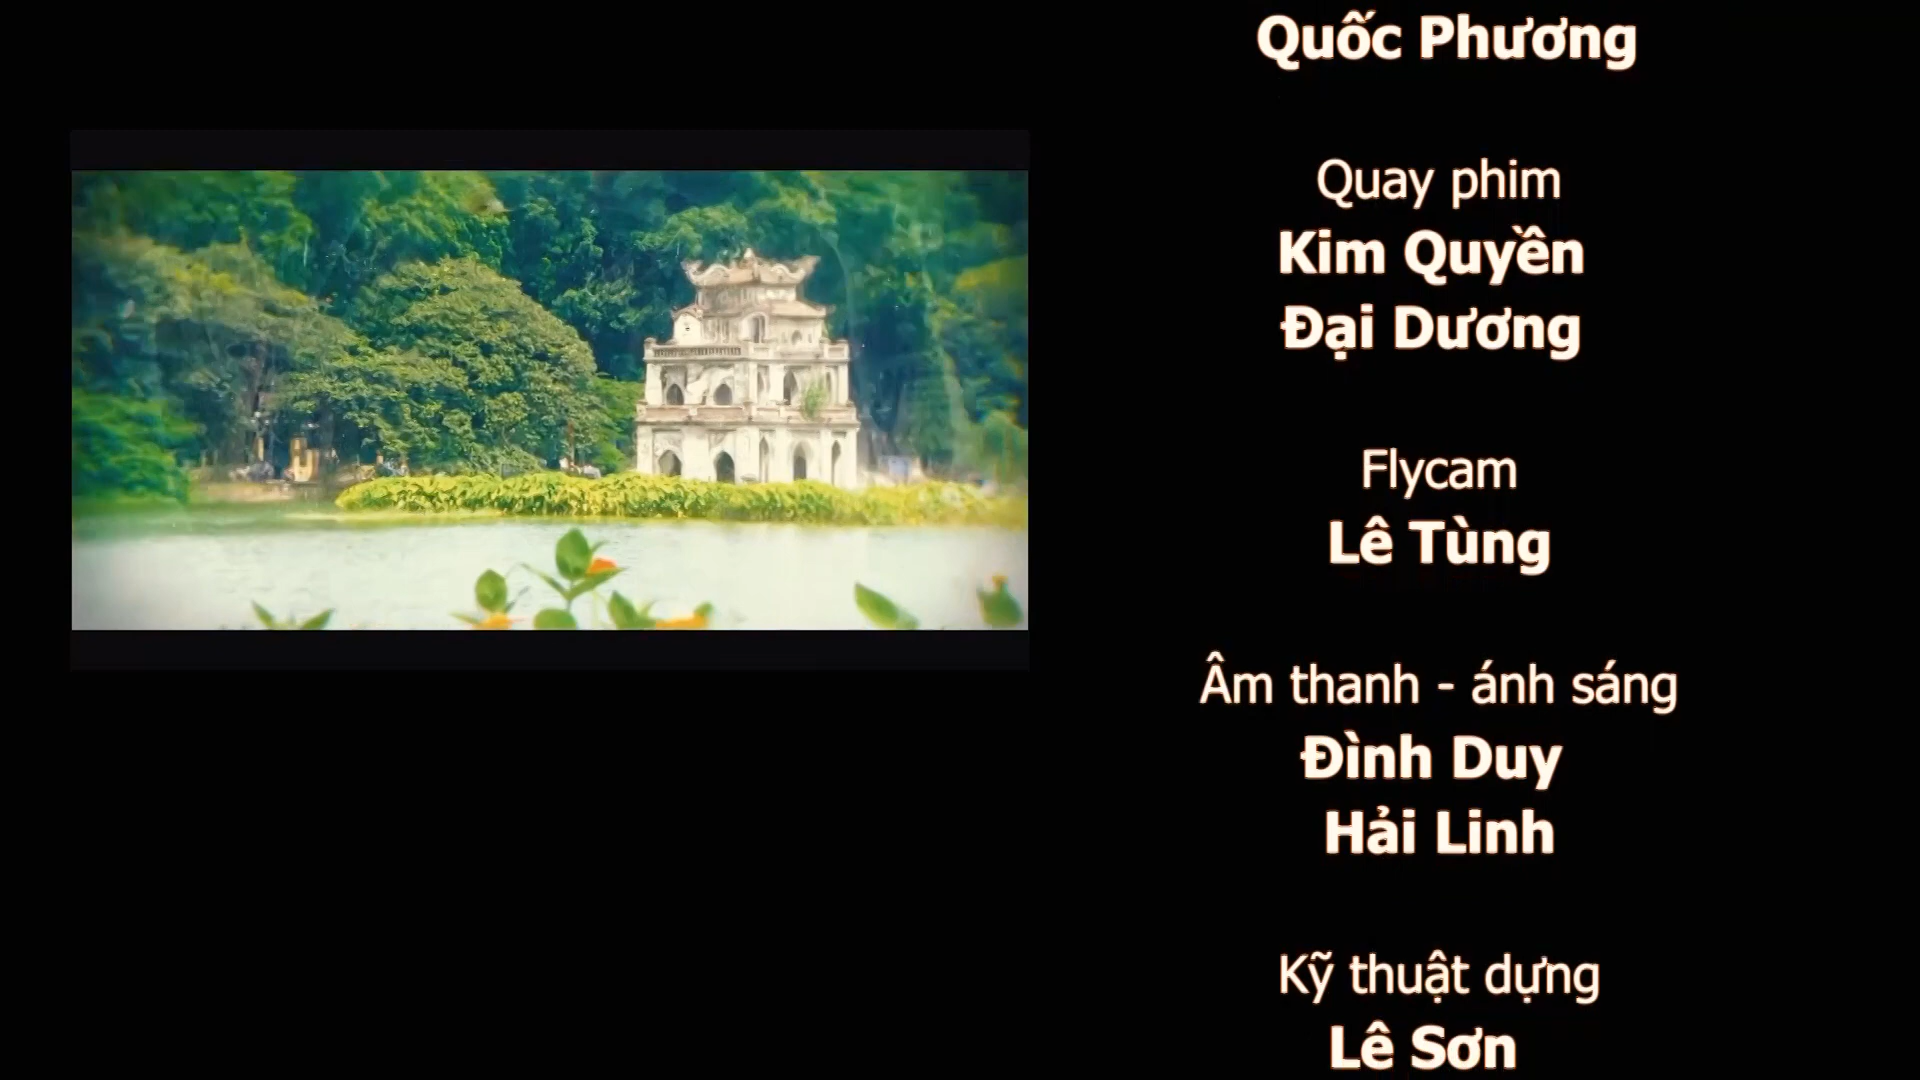 Quốc Phương
Quay phim
Kim Quyền
Đại Dương
Flycam
Lê Tùng
Âm thanh - ánh sáng
Đình Duy
Hải Linh
Kỹ thuật dựng
Lê Sơn